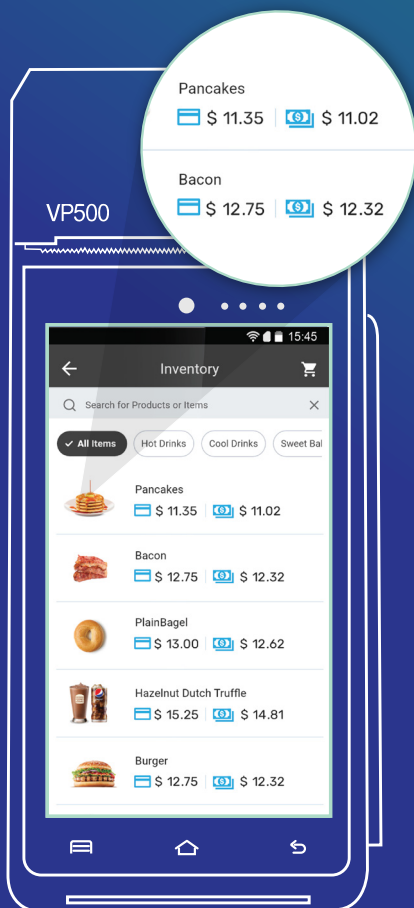 Pancakes
$ 11.35 $ 11.02
Bacon
$ 12.75 $ 12.32
VP500
15:45
Inventory
Search for Products or Items
All Items Hot Drinks Cool Drinks Sweet Bal
Pancakes
$ 11.35 $ 11.02
Bacon
$ 12.75 $ 12.32
PlainBagel
$ 13.00 $ 12.62
Hazelnut Dutch Truffle
$ 15.25 $ 14.81
Burger
$ 12.75 $ 12.32